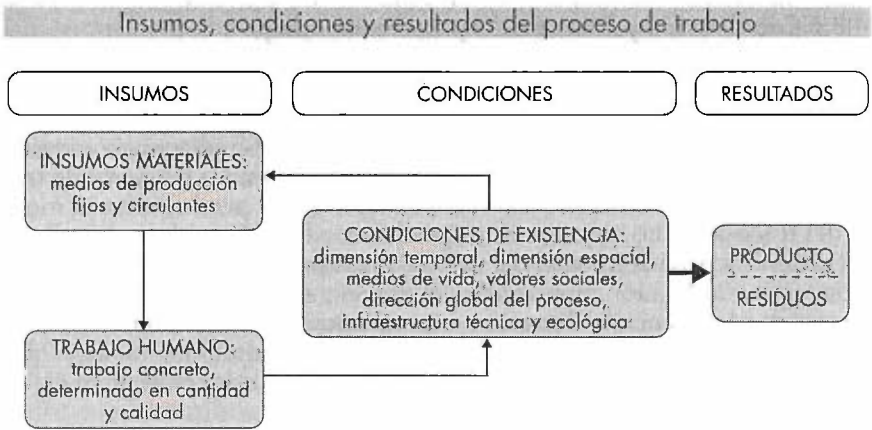 Insumos, condiciones y resultados del proceso de trabajo
INSUMOS
CONDICIONES
RESULTADOS
INSUMOS MATERIALES:
medios de producción
fijos y circulantes
CONDICIONES DE EXISTENCIA:
dimensión temporal, dimensión espacial,
medios de vida, valores sociales,
dirección global del proceso,
infraestructura técnica y ecológica
PRODUCTO
RESIDUOS
TRABAJO HUMANO:
trabajo concreto,
determinado en cantidad
y calidad